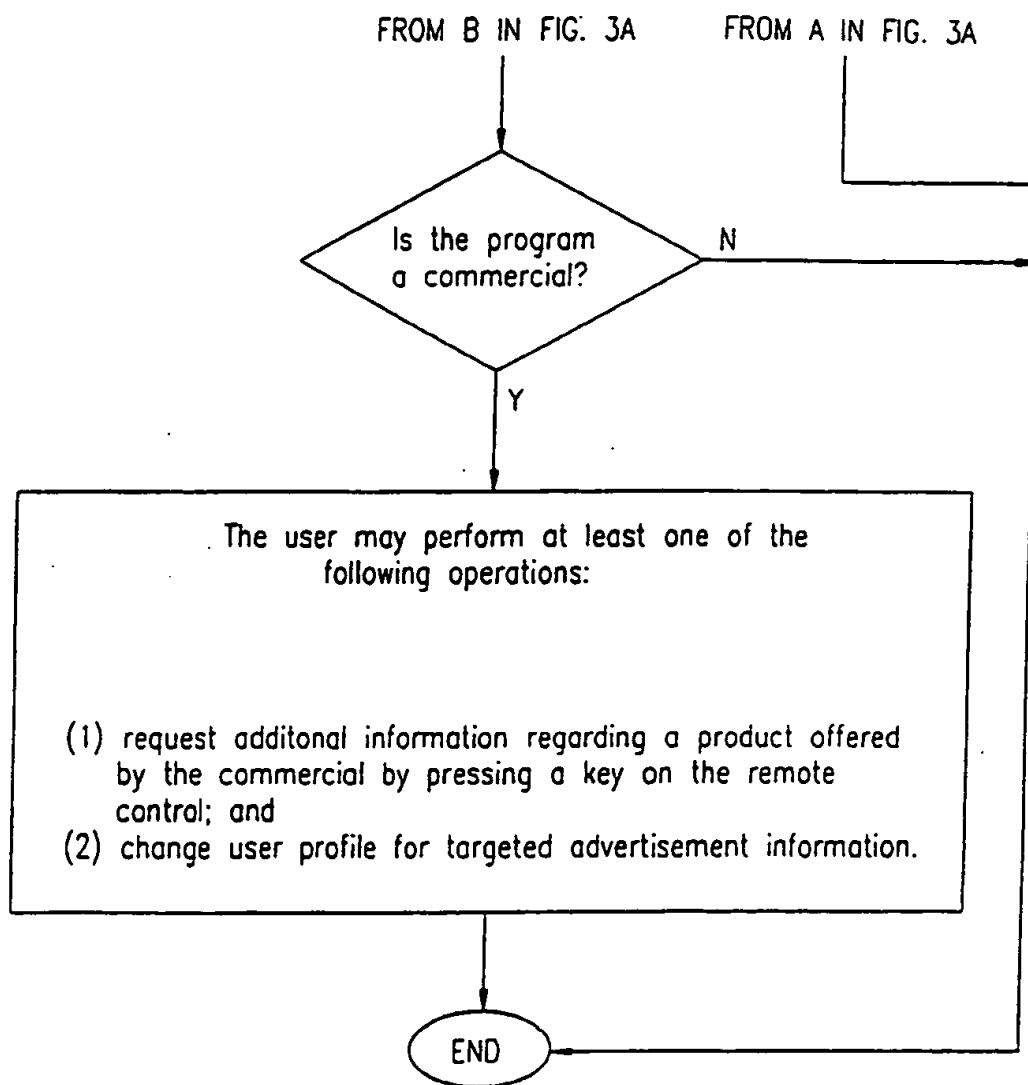 FROM B IN FIG. 3A
FROM A IN FIG. 3A
Is the program
a commercial?
N
Y
The user may perform at least one of the
following operations:
(1) request additonal information regarding a product offered
by the commercial by pressing a key on the remote
control; and
(2) change user profile for targeted advertisement information.
END